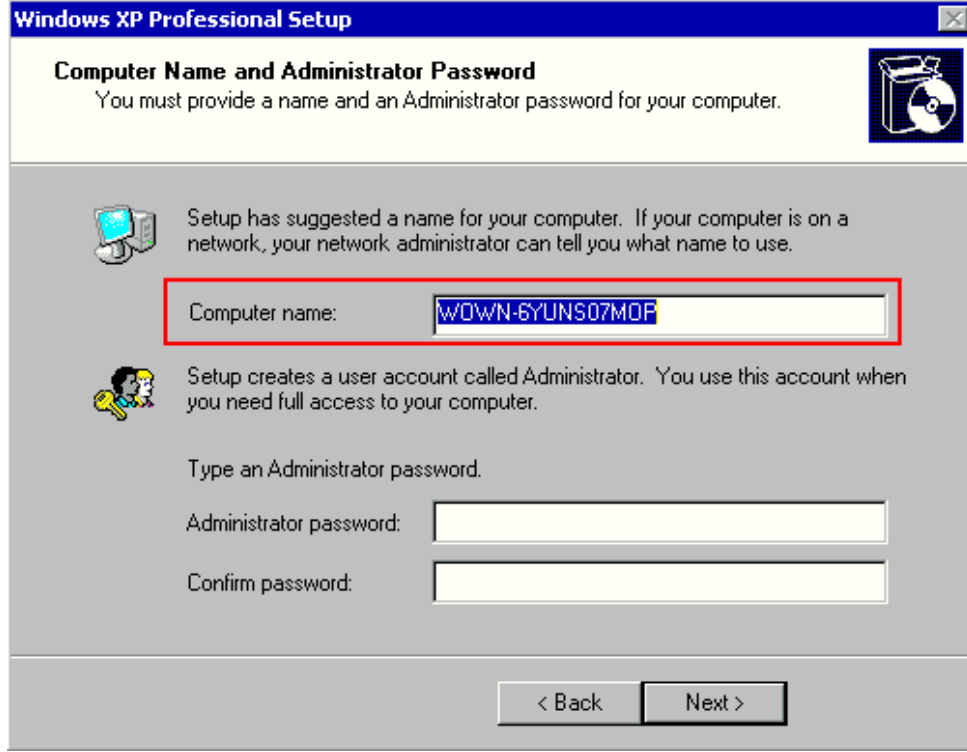 Windows XP Professional Setup
Computer Name and Administrator Password
You must provide a name and an Administrator password for your computer.
Setup has suggested a name for your computer. If your computer is on a
network, your network administrator can tell you what name to use.
Computer name: WOWN-6YUNS07MOP
Setup creates a user account called Administrator. You use this account when
you need full access to your computer.
Type an Administrator password.
Administrator password:
Confirm password:
< Back Next >